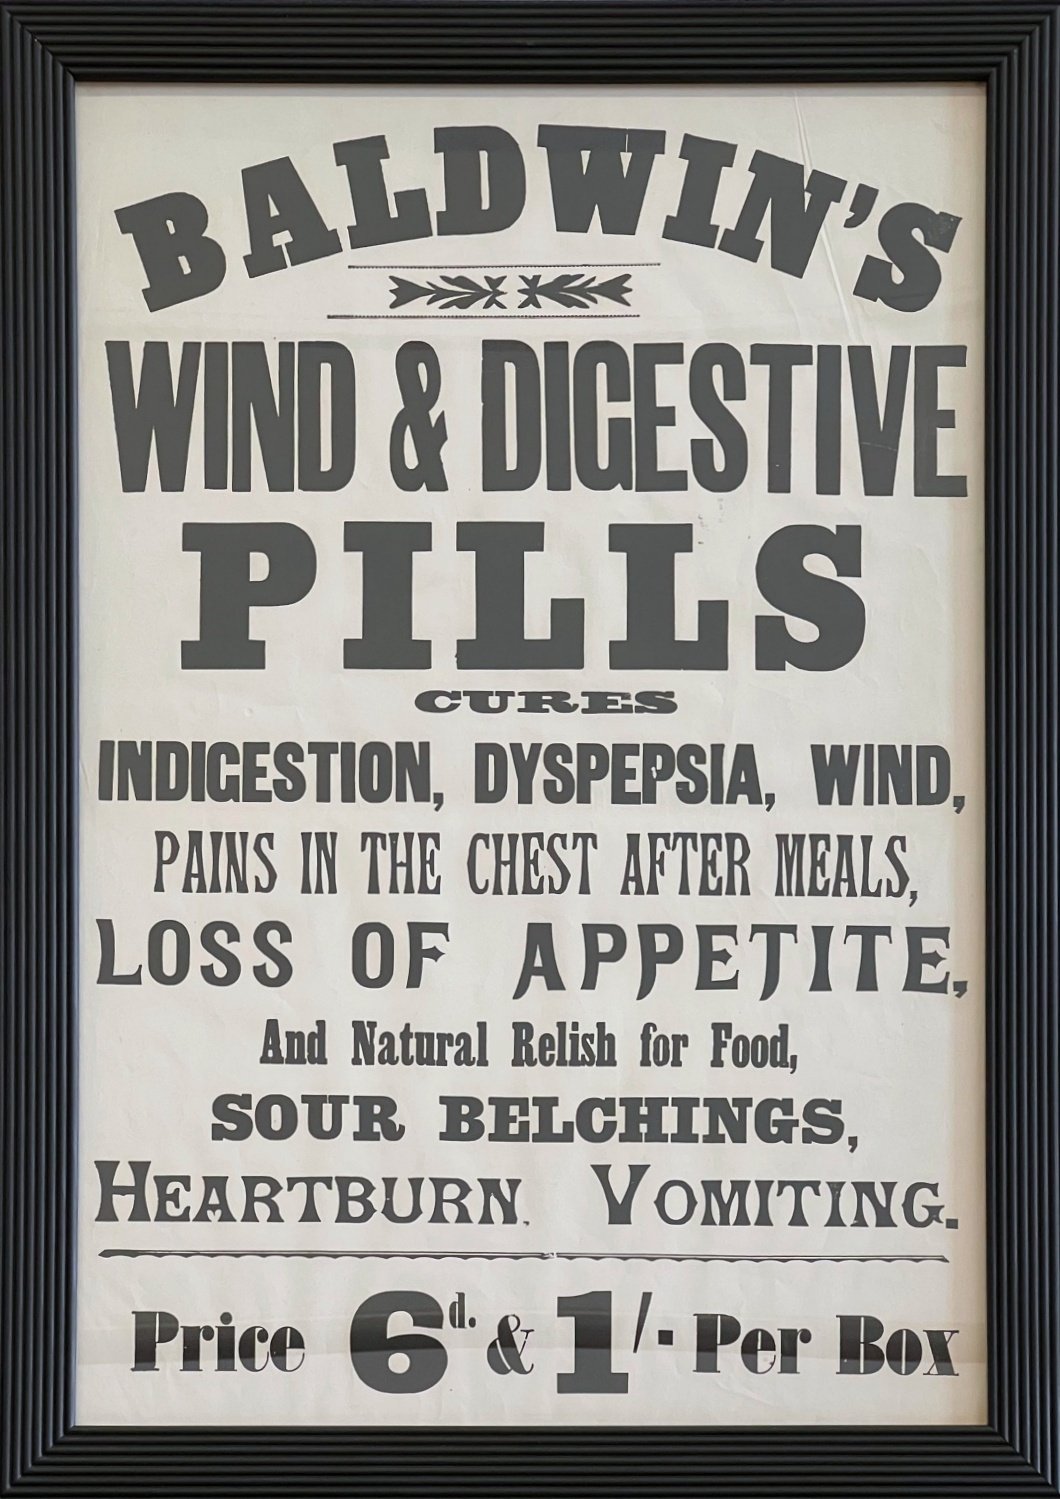 BALDWIN'S
WIND & DIGESTIVE
PILLS
CURES
INDIGESTION, DYSPEPSIA, WIND,
PAINS IN THE CHEST AFTER MEALS,
LOSS OF APPETITE,
And Natural Relish for Food,
SOUR BELCHINGS,
HEARTBURN. VOMITING.
Price 6d. & 1/- Per Box